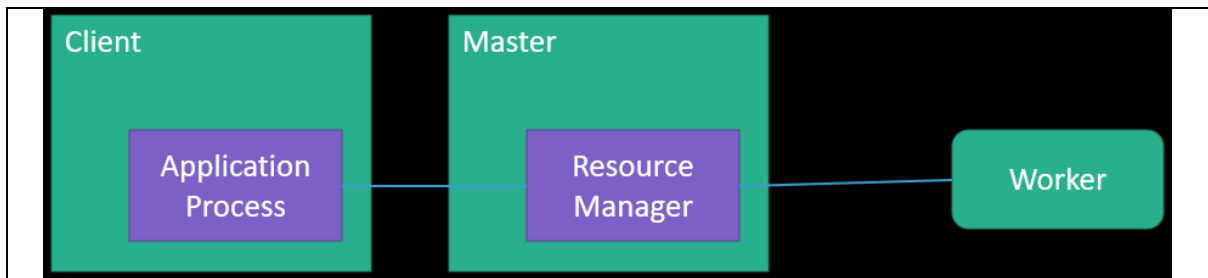 Client
Master
Application
Process
Resource
Manager
Worker